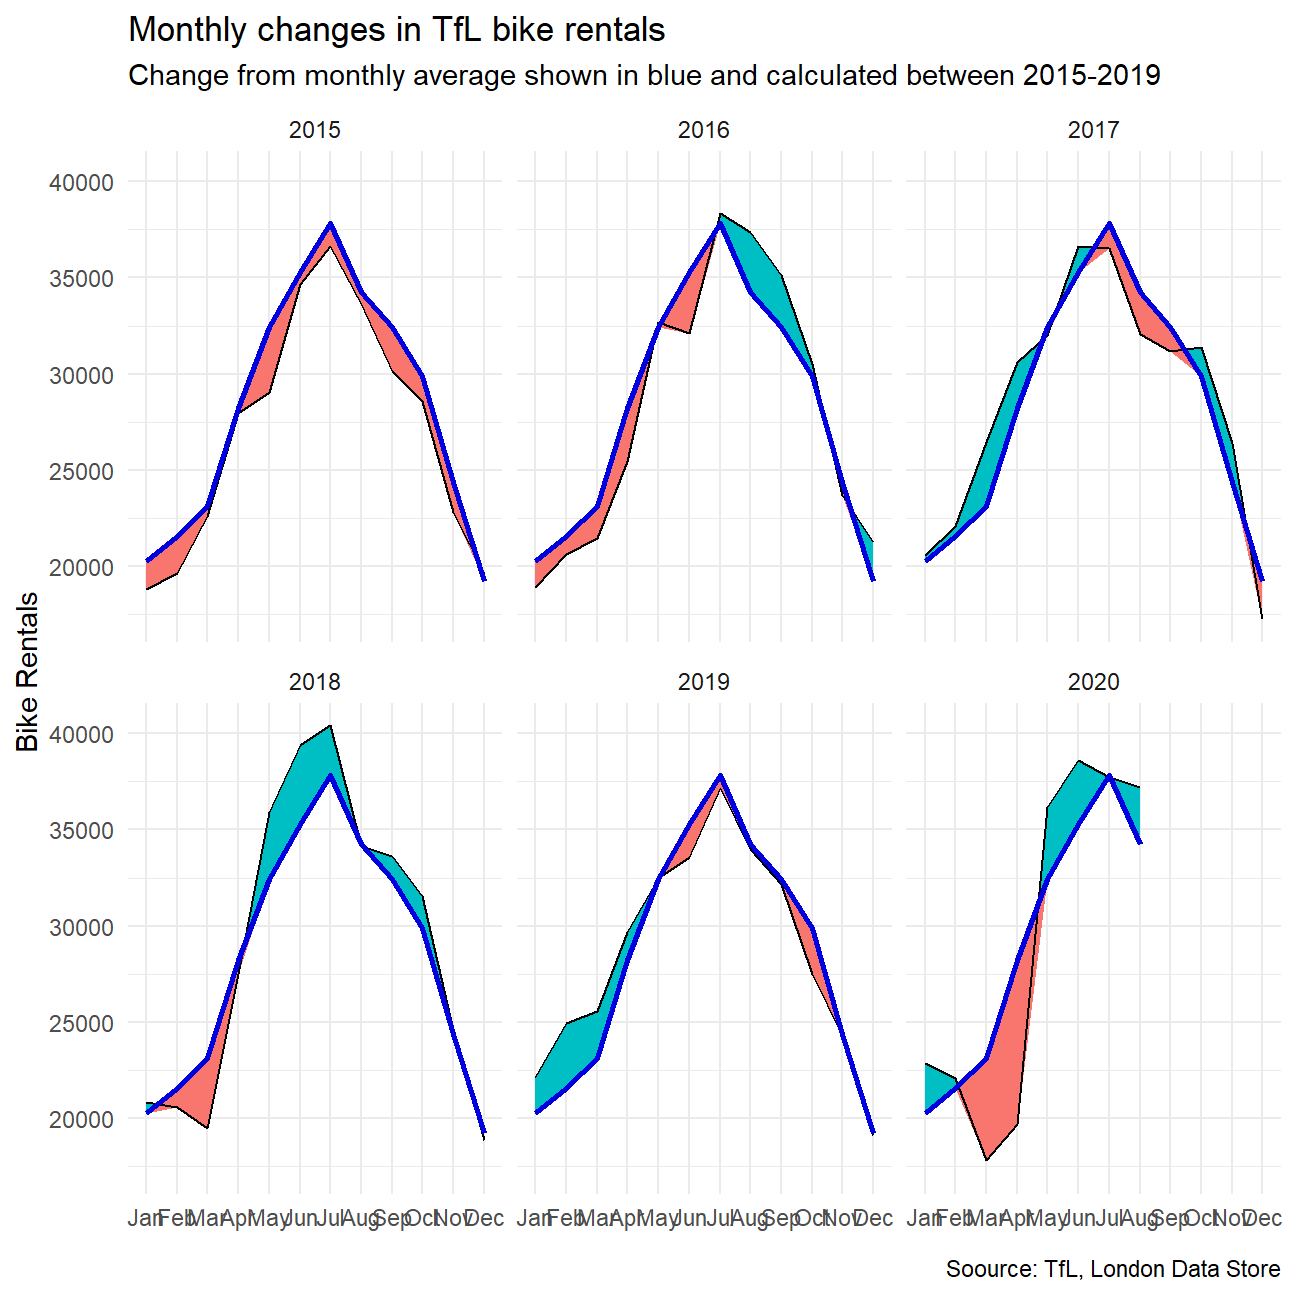 Monthly changes in TfL bike rentals
Change from monthly average shown in blue and calculated between 2015-2019
2015 2016 2017
40000
35000
30000
25000
20000
Bike Rentals
2018 2019 2020
40000
35000
30000
25000
20000
Jan Feb Mar Apr May Jun Jul Aug Sep Oct Nov Dec Jan Feb Mar Apr May Jun Jul Aug Sep Oct Nov Dec Jan Feb Mar Apr May Jun Jul Aug Sep Oct Nov Dec
Soource: TfL, London Data Store